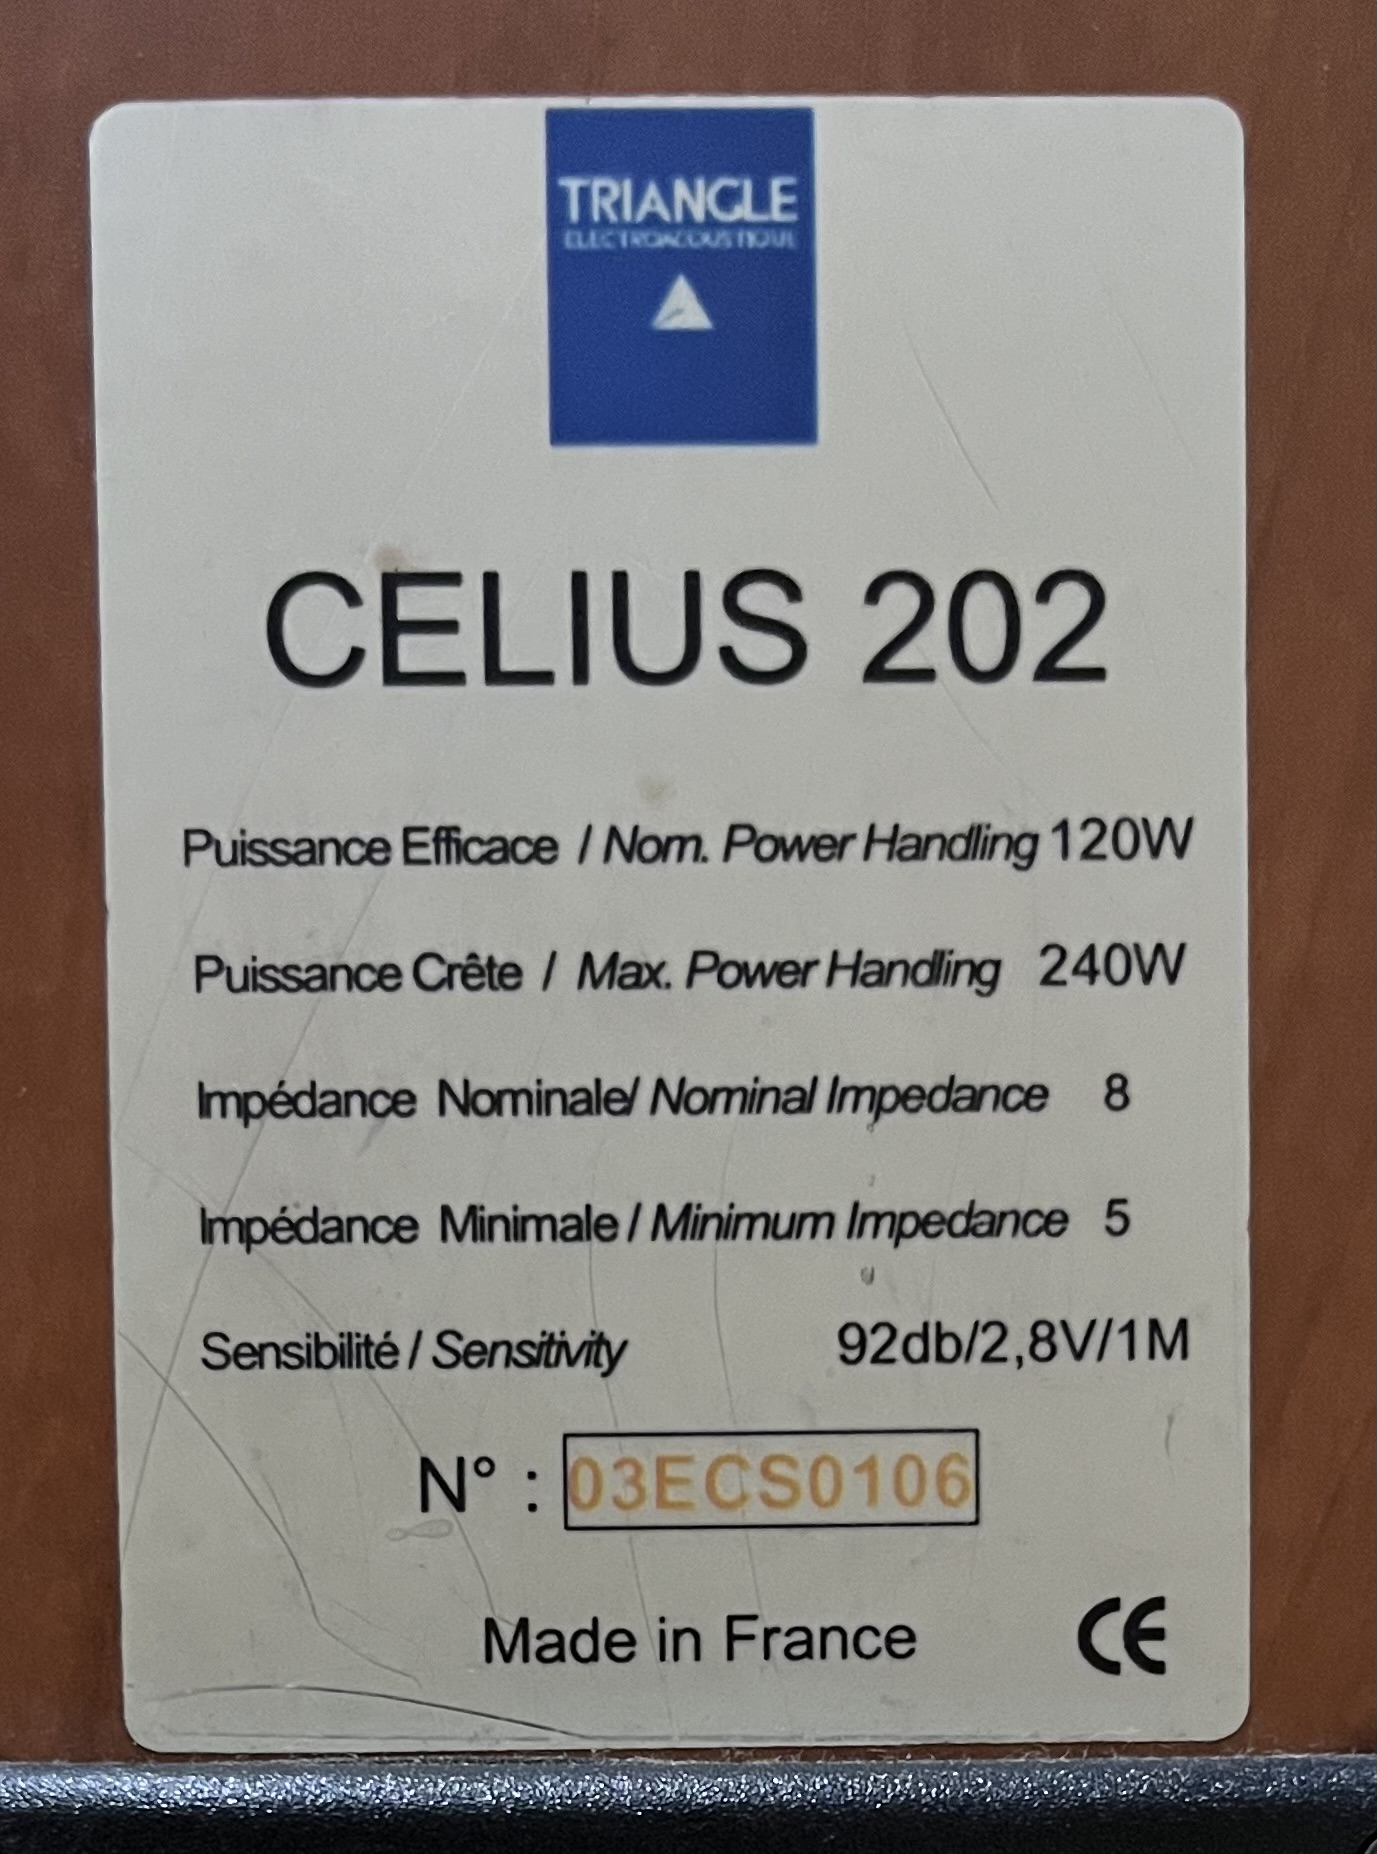 TRIANGLE
ELECTROACOUSTIQUE
CELIUS 202
Puissance Efficace / Nom. Power Handling 120W
Puissance Crête / Max. Power Handling 240W
Impédance Nominale/ Nominal Impedance 8
Impédance Minimale / Minimum Impedance 5
Sensibilité / Sensitivity 92db/2,8V/1M
N° : 03ECS0106
Made in France CE